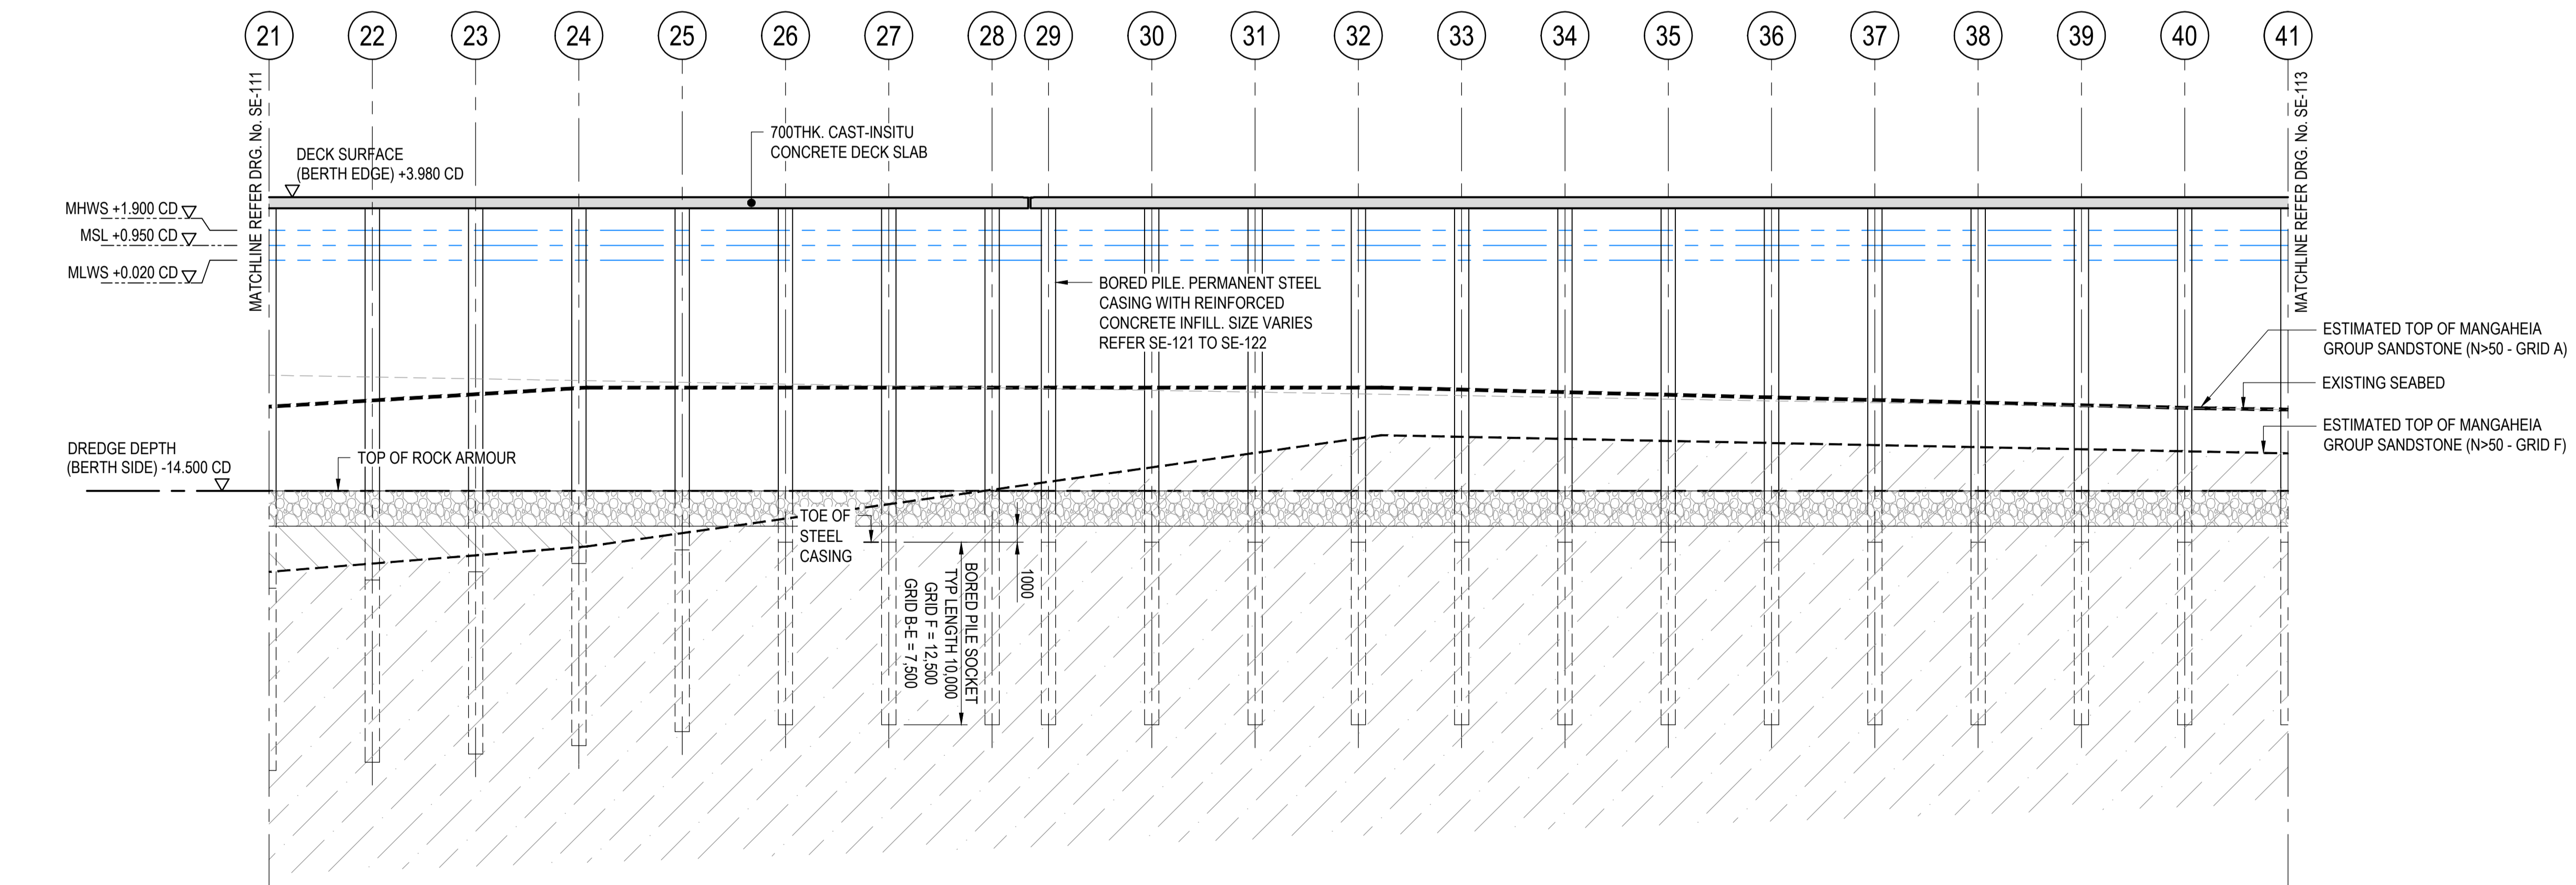 21 22 23 24 25 26 27 28 29 30 31 32 33 34 35 36 37 38 39 40 41
MATCHLINE REFER DRG. No. SE-111
MATCHLINE REFER DRG. No. SE-113
700THK. CAST-INSITU
CONCRETE DECK SLAB
DECK SURFACE
(BERTH EDGE) +3.980 CD
MHWS +1.900 CD
MSL +0.950 CD
MLWS +0.020 CD
BORED PILE. PERMANENT STEEL
CASING WITH REINFORCED
CONCRETE INFILL. SIZE VARIES
REFER SE-121 TO SE-122
ESTIMATED TOP OF MANGAHEIA
GROUP SANDSTONE (N>50 - GRID A)
EXISTING SEABED
ESTIMATED TOP OF MANGAHEIA
GROUP SANDSTONE (N>50 - GRID F)
DREDGE DEPTH
(BERTH SIDE) -14.500 CD
TOP OF ROCK ARMOUR
TOE OF
STEEL
CASING
1000
BORED PILE SOCKET
TYP LENGTH 10,000
GRID F = 12,500
GRID B-E = 7,500